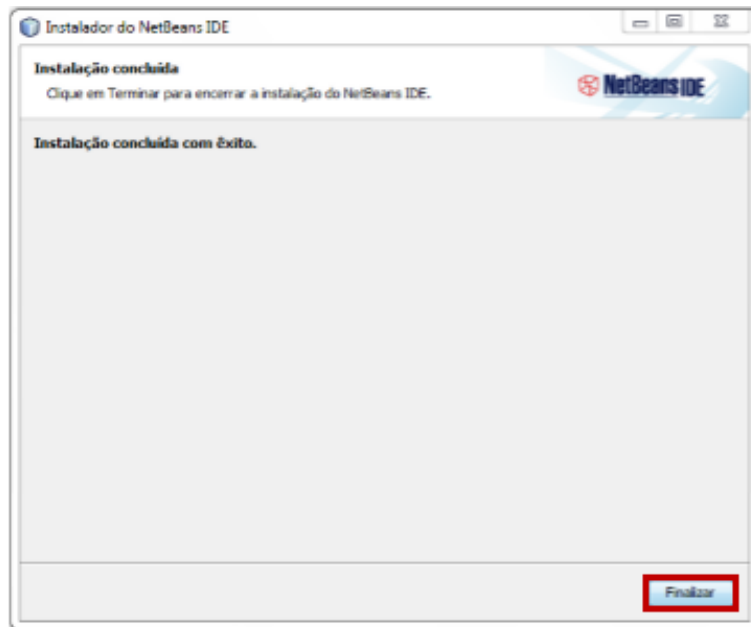 Instalador do NetBeans IDE
Instalação concluída
Clique em Terminar para encerrar a instalação do NetBeans IDE.
NetBeans IDE
Instalação concluída com êxito.
Finalizar